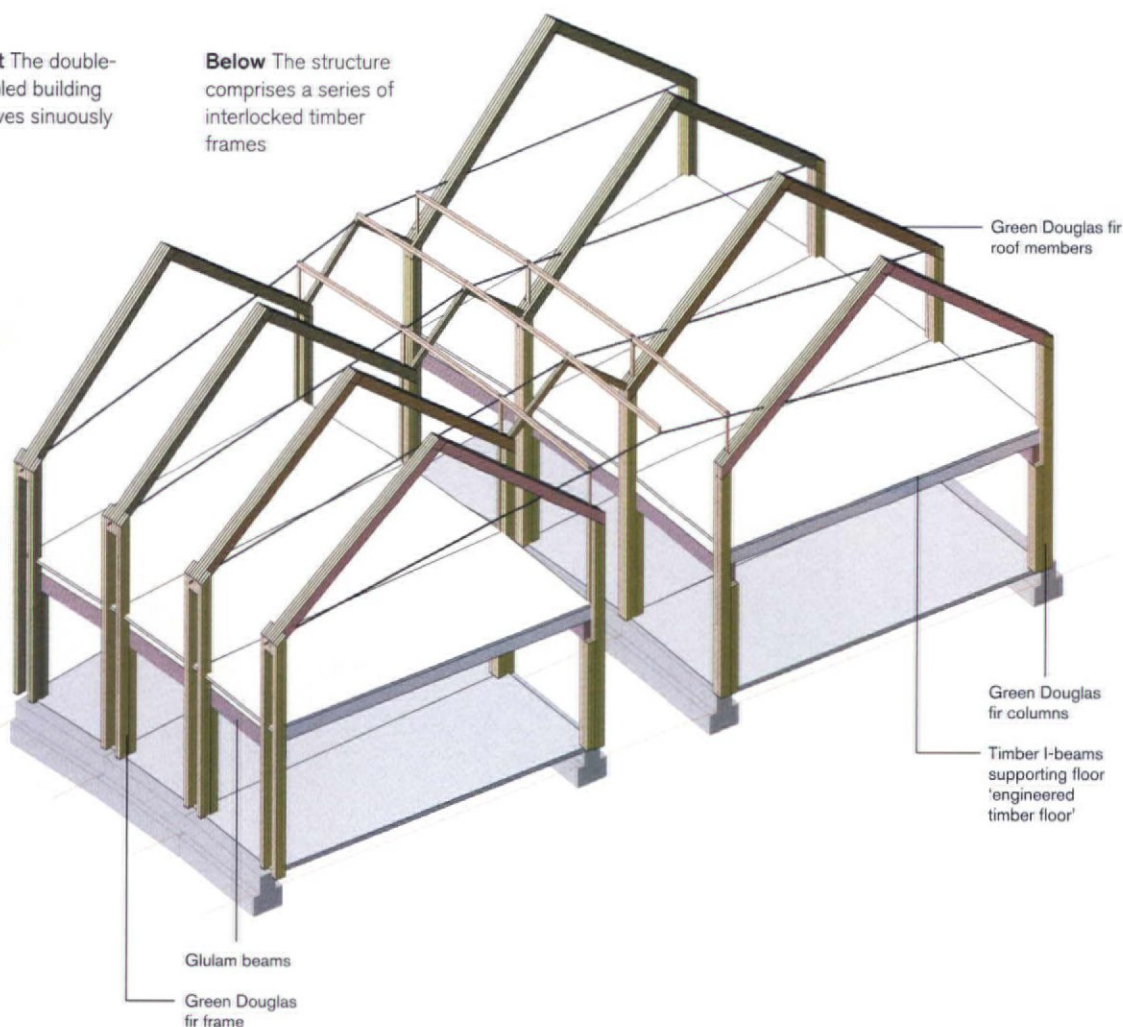 t The double-
led building
ves sinuously
Below The structure
comprises a series of
interlocked timber
frames
Green Douglas fir
roof members
Green Douglas
fir columns
Timber I-beams
supporting floor
'engineered
timber floor'
Glulam beams
Green Douglas
fir frame